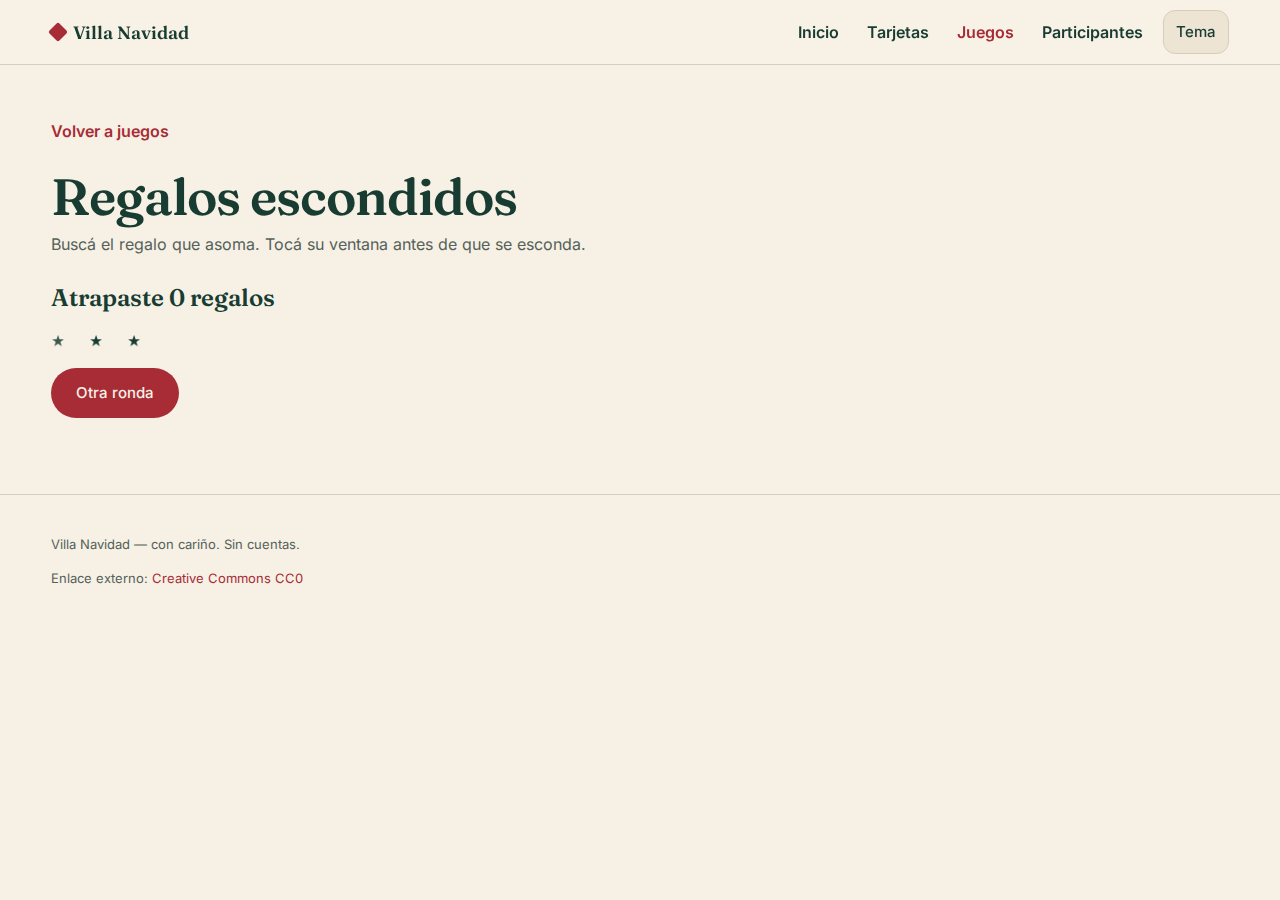 Villa Navidad
Inicio Tarjetas Juegos Participantes Tema
Volver a juegos
Regalos escondidos
Buscá el regalo que asoma. Tocá su ventana antes de que se esconda.
Atrapaste 0 regalos
★ ★ ★
Otra ronda
Villa Navidad — con cariño. Sin cuentas.
Enlace externo: Creative Commons CC0